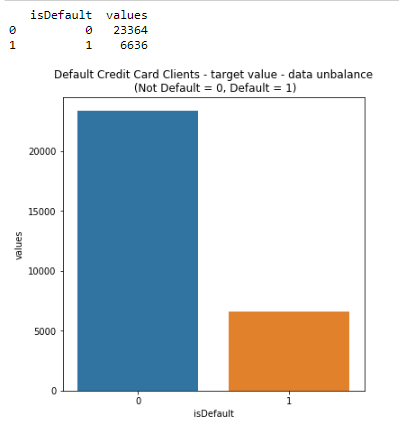 isDefault values
0 0 23364
1 1 6636
Default Credit Card Clients - target value - data unbalance
(Not Default = 0, Default = 1)
20000
15000
10000
5000
0
values
0 1
isDefault